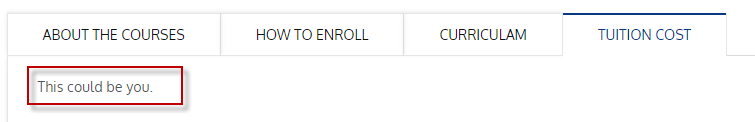 ABOUT THE COURSES HOW TO ENROLL CURRICULAM TUITION COST
This could be you.